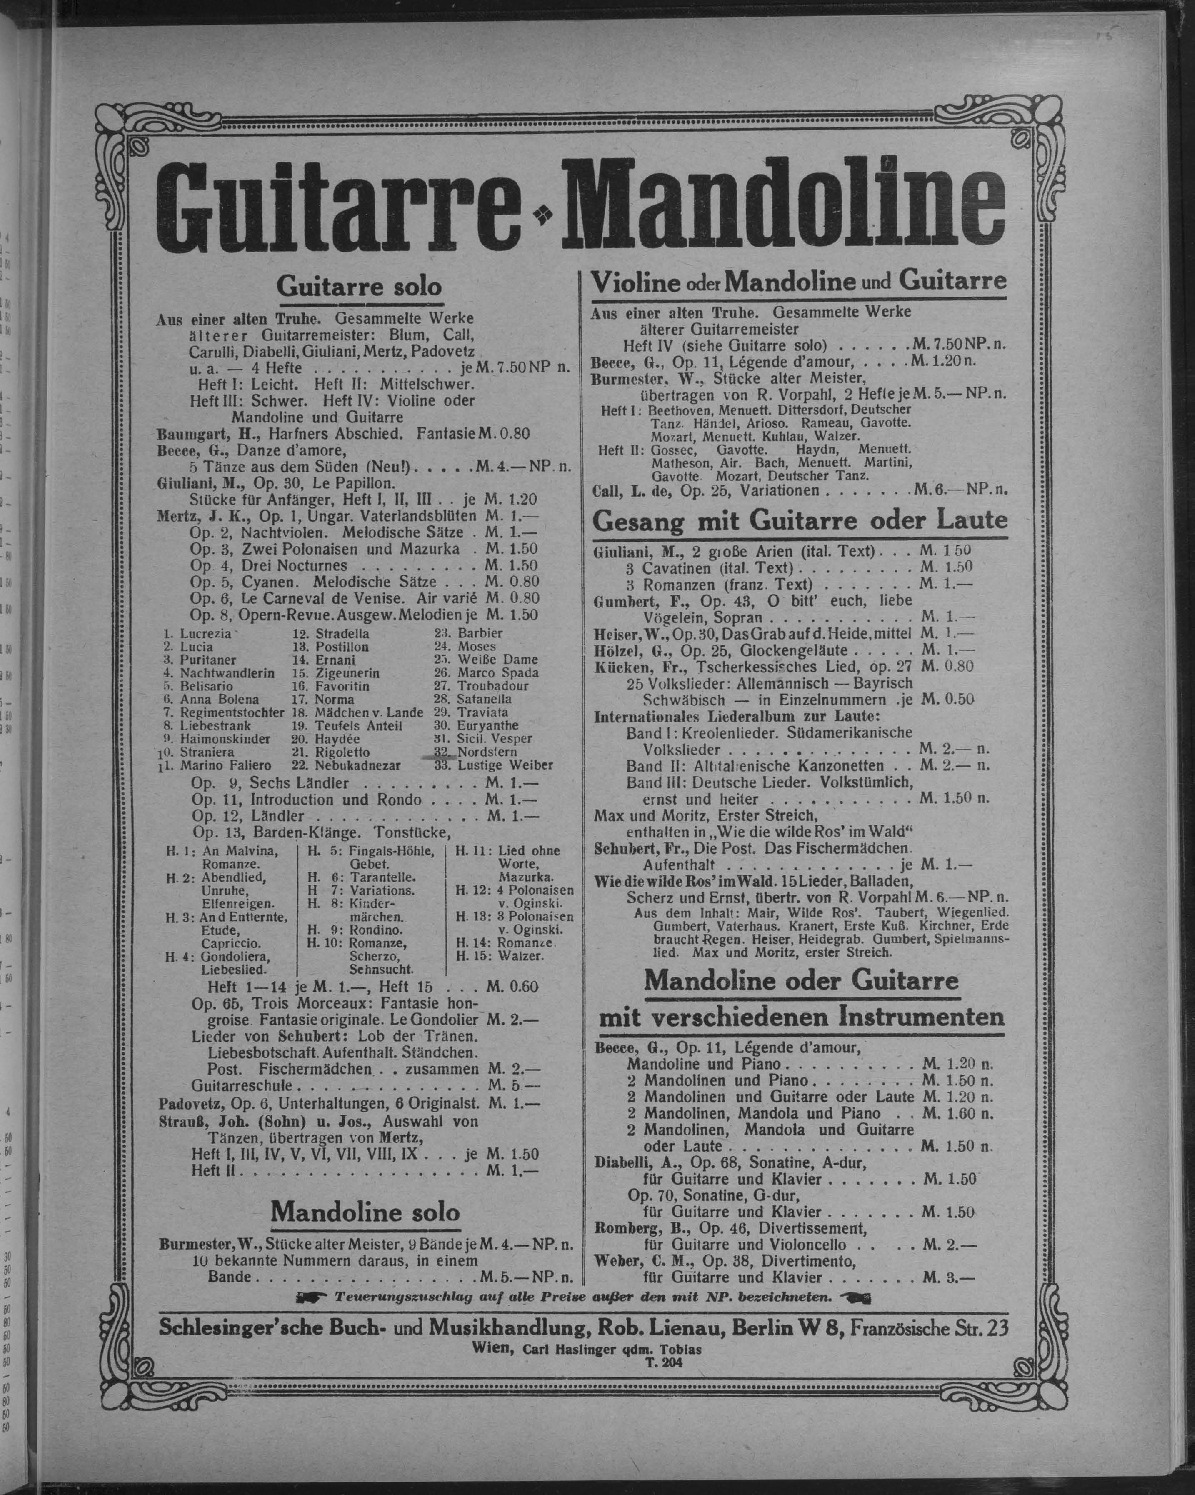 Guitarre ❖ Mandoline
Guitarre solo
Aus einer alten Truhe. Gesammelte Werke
älterer Guitarremeister: Blum, Call,
Carulli, Diabelli, Giuliani, Mertz, Padovetz
u. a. — 4 Hefte . . . . . . . . . . . je M. 7.50 NP n.
Heft I: Leicht. Heft II: Mittelschwer.
Heft III: Schwer. Heft IV: Violine oder
Mandoline und Guitarre
Baumgart, H., Harfners Abschied. Fantasie M. 0.80
Becce, G., Danze d'amore,
5 Tänze aus dem Süden (Neu!) . . . . . M. 4.— NP. n.
Giuliani, M., Op. 30, Le Papillon.
Stücke für Anfänger, Heft I, II, III . . je M. 1.20
Mertz, J. K., Op. 1, Ungar. Vaterlandsblüten M. 1.—
Op. 2, Nachtviolen. Melodische Sätze . M. 1.—
Op. 3, Zwei Polonaisen und Mazurka . M. 1.50
Op. 4, Drei Nocturnes . . . . . . . . . M. 1.50
Op. 5, Cyanen. Melodische Sätze . . . M. 0.80
Op. 6, Le Carneval de Venise. Air varié M. 0.80
Op. 8, Opern-Revue. Ausgew. Melodien je M. 1.50
1. Lucrezia 12. Stradella 23. Barbier
2. Lucia 13. Postillon 24. Moses
3. Puritaner 14. Ernani 25. Weiße Dame
4. Nachtwandlerin 15. Zigeunerin 26. Marco Spada
5. Belisario 16. Favoritin 27. Troubadour
6. Anna Bolena 17. Norma 28. Satanella
7. Regimentstochter 18. Mädchen v. Lande 29. Traviata
8. Liebestrank 19. Teufels Anteil 30. Euryanthe
9. Haimonskinder 20. Haydée 31. Sicil. Vesper
10. Straniera 21. Rigoletto 32. Nordstern
11. Marino Faliero 22. Nebukadnezar 33. Lustige Weiber
Op. 9, Sechs Ländler . . . . . . . . . M. 1.—
Op. 11, Introduction und Rondo . . . . M. 1.—
Op. 12, Ländler . . . . . . . . . . . . . M. 1.—
Op. 13, Barden-Klänge. Tonstücke,
H. 1: An Malvina, H. 5: Fingals-Höhle, H. 11: Lied ohne
Romanze. Gebet. Worte,
H. 2: Abendlied, H. 6: Tarantelle. Mazurka.
Unruhe, H 7: Variations. H. 12: 4 Polonaisen
Elfenreigen. H. 8: Kinder- v. Oginski.
H. 3: An d Entfernte, märchen. H. 13: 3 Polonaisen
Etude, H. 9: Rondino. v. Oginski.
Capriccio. H. 10: Romanze, H. 14: Romanze.
H. 4: Gondoliera, Scherzo, H. 15: Walzer.
Liebeslied. Sehnsucht.
Heft 1—14 je M. 1.—, Heft 15 . . . M. 0.60
Op. 65, Trois Morceaux: Fantasie hon-
groise. Fantasie originale. Le Gondolier M. 2.—
Lieder von Schubert: Lob der Tränen.
Liebesbotschaft. Aufenthalt. Ständchen.
Post. Fischermädchen . . zusammen M. 2.—
Guitarreschule . . . . . . . . . . . . . . M. 5 —
Padovetz, Op. 6, Unterhaltungen, 6 Originalst. M. 1.—
Strauß, Joh. (Sohn) u. Jos., Auswahl von
Tänzen, übertragen von Mertz,
Heft I, III, IV, V, VI, VII, VIII, IX . . . je M. 1.50
Heft II . . . . . . . . . . . . . . . . . . M. 1.—
Mandoline solo
Burmester, W., Stücke alter Meister, 9 Bände je M. 4.— NP. n.
10 bekannte Nummern daraus, in einem
Bande . . . . . . . . . . . . . . . . . M. 5.— NP. n.
Violine oder Mandoline und Guitarre
Aus einer alten Truhe. Gesammelte Werke
älterer Guitarremeister
Heft IV (siehe Guitarre solo) . . . . . . M. 7.50 NP. n.
Becce, G., Op. 11, Légende d'amour, . . . . M. 1.20 n.
Burmester, W., Stücke alter Meister,
übertragen von R. Vorpahl, 2 Hefte je M. 5.— NP. n.
Heft I: Beethoven, Menuett. Dittersdorf, Deutscher
Tanz. Händel, Arioso. Rameau, Gavotte.
Mozart, Menuett. Kuhlau, Walzer.
Heft II: Gossec, Gavotte. Haydn, Menuett.
Matheson, Air. Bach, Menuett. Martini,
Gavotte. Mozart, Deutscher Tanz.
Call, L. de, Op. 25, Variationen . . . . . . . M. 6.— NP. n.
Gesang mit Guitarre oder Laute
Giuliani, M., 2 große Arien (ital. Text) . . . M. 1 50
3 Cavatinen (ital. Text) . . . . . . . . . M. 1.50
3 Romanzen (franz. Text) . . . . . . . M. 1.—
Gumbert, F., Op. 43, O bitt' euch, liebe
Vögelein, Sopran . . . . . . . . . . . M. 1.—
Heiser, W., Op. 30, Das Grab auf d. Heide, mittel M. 1.—
Hölzel, G., Op. 25, Glockengeläute . . . . . M. 1.—
Kücken, Fr., Tscherkessisches Lied, op. 27 M. 0.80
25 Volkslieder: Allemannisch — Bayrisch
Schwäbisch — in Einzelnummern . je M. 0.50
Internationales Liederalbum zur Laute:
Band I: Kreolenlieder. Südamerikanische
Volkslieder . . . . . . . . . . . . . . M. 2.— n.
Band II: Altitalienische Kanzonetten . . M. 2.— n.
Band III: Deutsche Lieder. Volkstümlich,
ernst und heiter . . . . . . . . . . . M. 1.50 n.
Max und Moritz, Erster Streich,
enthalten in „Wie die wilde Ros' im Wald“
Schubert, Fr., Die Post. Das Fischermädchen.
Aufenthalt . . . . . . . . . . . . . je M. 1.—
Wie die wilde Ros' im Wald. 15 Lieder, Balladen,
Scherz und Ernst, übertr. von R. Vorpahl M. 6.— NP. n.
Aus dem Inhalt: Mair, Wilde Ros'. Taubert, Wiegenlied.
Gumbert, Vaterhaus. Kranert, Erste Kuß. Kirchner, Erde
braucht Regen. Heiser, Heidegrab. Gumbert, Spielmanns-
lied. Max und Moritz, erster Streich.
Mandoline oder Guitarre
mit verschiedenen Instrumenten
Becce, G., Op. 11, Légende d'amour,
Mandoline und Piano . . . . . . . . . . M. 1.20 n.
2 Mandolinen und Piano . . . . . . . . M. 1.50 n.
2 Mandolinen und Guitarre oder Laute M. 1.20 n.
2 Mandolinen, Mandola und Piano . . M. 1.60 n.
2 Mandolinen, Mandola und Guitarre
oder Laute . . . . . . . . . . . . . . M. 1.50 n.
Diabelli, A., Op. 68, Sonatine, A-dur,
für Guitarre und Klavier . . . . . . . M. 1.50
Op. 70, Sonatine, G-dur,
für Guitarre und Klavier . . . . . . . M. 1.50
Romberg, B., Op. 46, Divertissement,
für Guitarre und Violoncello . . . . M. 2.—
Weber, C. M., Op. 38, Divertimento,
für Guitarre und Klavier . . . . . . . M. 3.—
Teuerungszuschlag auf alle Preise außer den mit NP. bezeichneten.
Schlesinger'sche Buch- und Musikhandlung, Rob. Lienau, Berlin W 8, Französische Str. 23
Wien, Carl Haslinger qdm. Tobias
T. 204